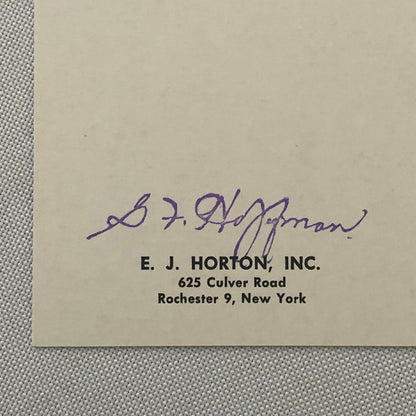 G. F. Hoffman
E. J. HORTON, INC.
625 Culver Road
Rochester 9, New York